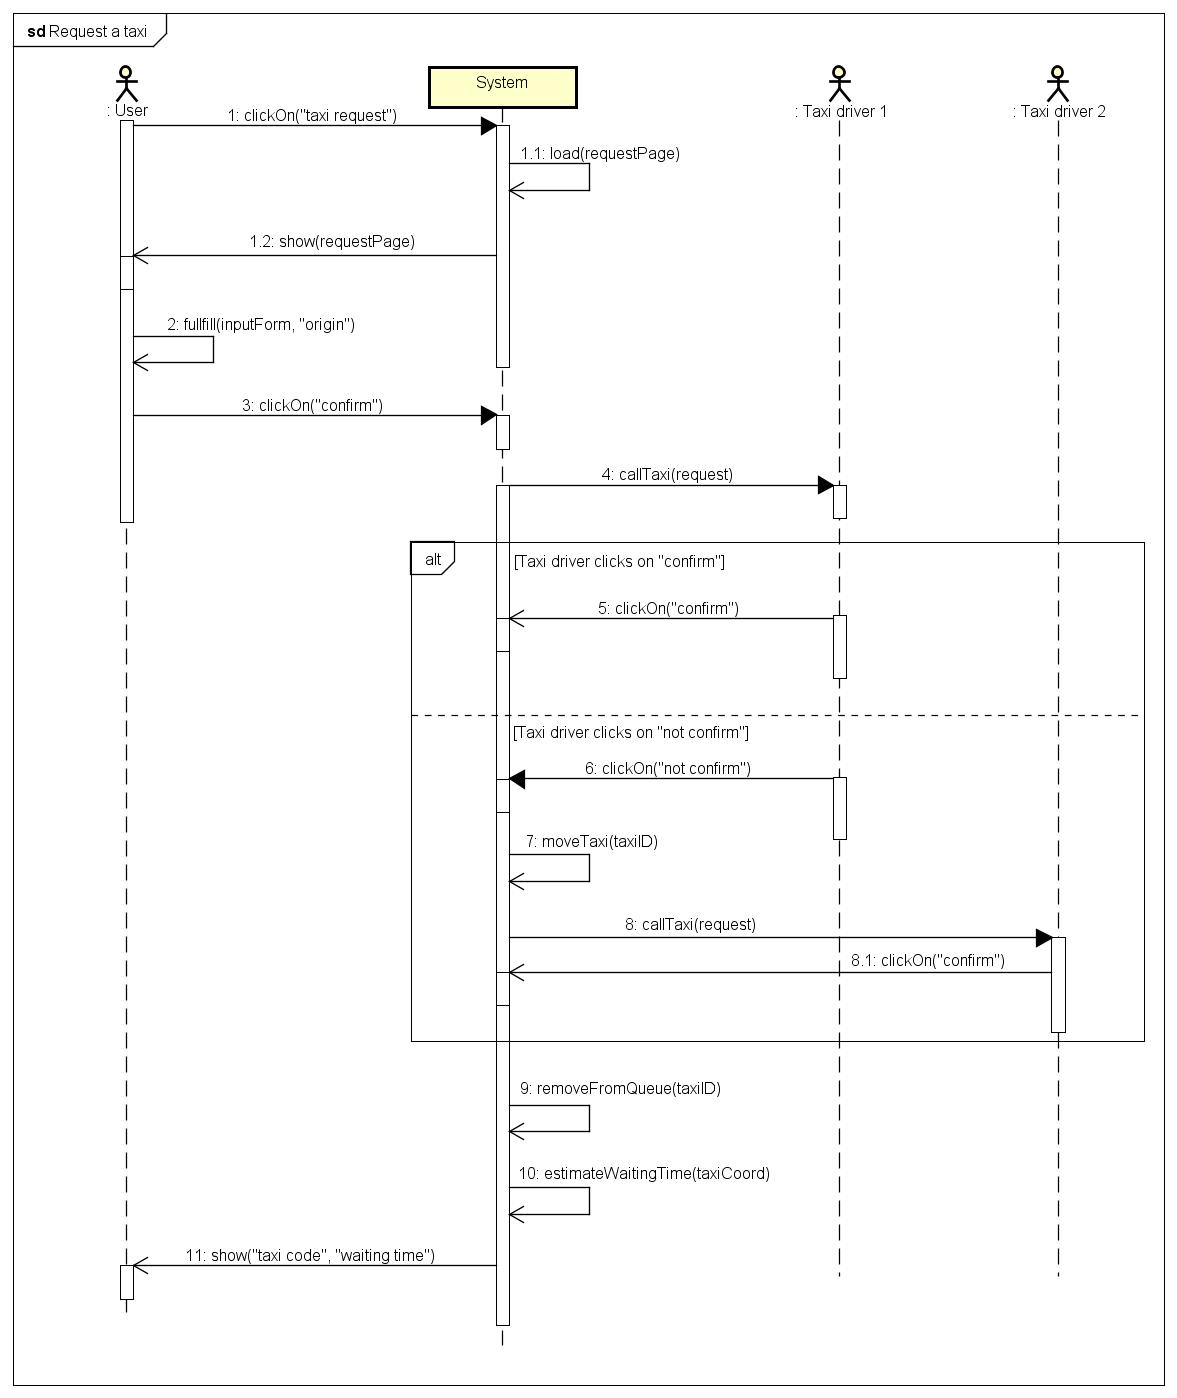 sd Request a taxi
: User
System
: Taxi driver 1
: Taxi driver 2
1: clickOn("taxi request")
1.1: load(requestPage)
1.2: show(requestPage)
2: fullfill(inputForm, "origin")
3: clickOn("confirm")
4: callTaxi(request)
alt
[Taxi driver clicks on "confirm"]
5: clickOn("confirm")
[Taxi driver clicks on "not confirm"]
6: clickOn("not confirm")
7: moveTaxi(taxiID)
8: callTaxi(request)
8.1: clickOn("confirm")
9: removeFromQueue(taxiID)
10: estimateWaitingTime(taxiCoord)
11: show("taxi code", "waiting time")